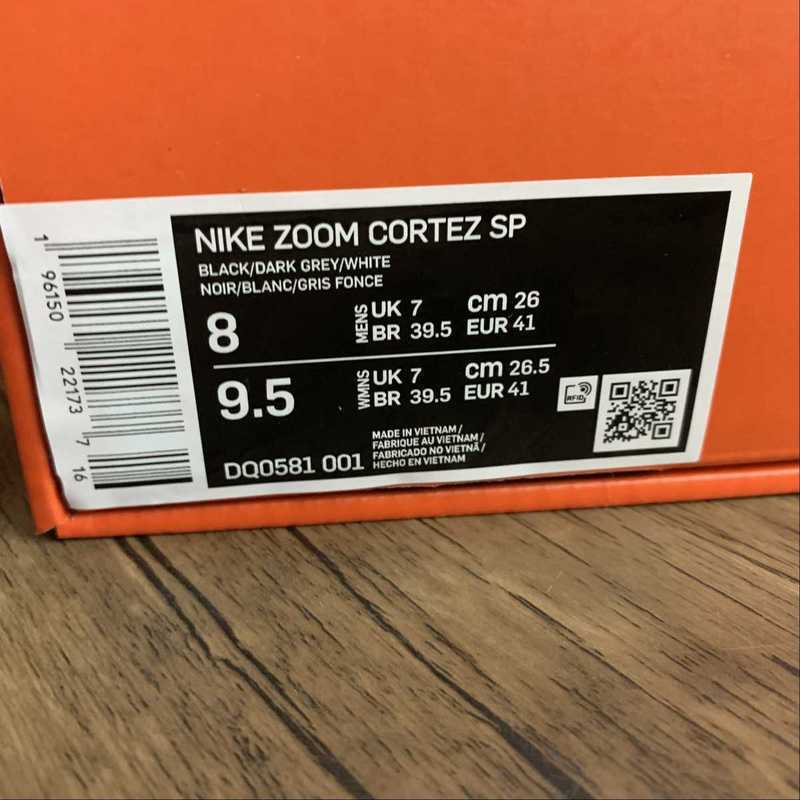 NIKE ZOOM CORTEZ SP
BLACK/DARK GREY/WHITE
NOIR/BLANC/GRIS FONCE
8 MENS UK 7 cm 26
BR 39.5 EUR 41
9.5 WMNS UK 7 cm 26.5
BR 39.5 EUR 41
RFID
DQ0581 001
MADE IN VIETNAM /
FABRIQUE AU VIETNAM /
FABRICADO NO VIETNÃ /
HECHO EN VIETNAM
1 96150 22173 7 16